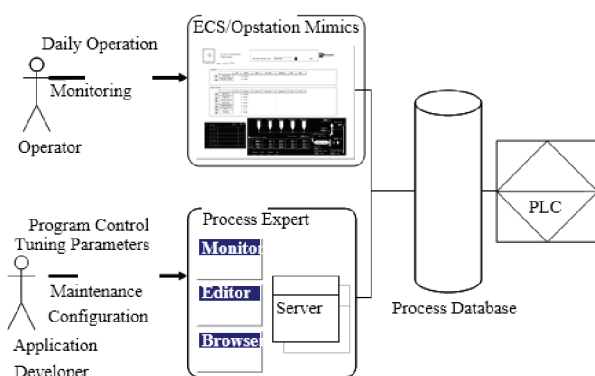 ECS/Opstation Mimics
Daily Operation
Monitoring
Operator
Program Control
Tuning Parameters
Maintenance
Configuration
Application
Developer
Process Expert
Monitor
Editor
Browser
Server
Process Database
PLC